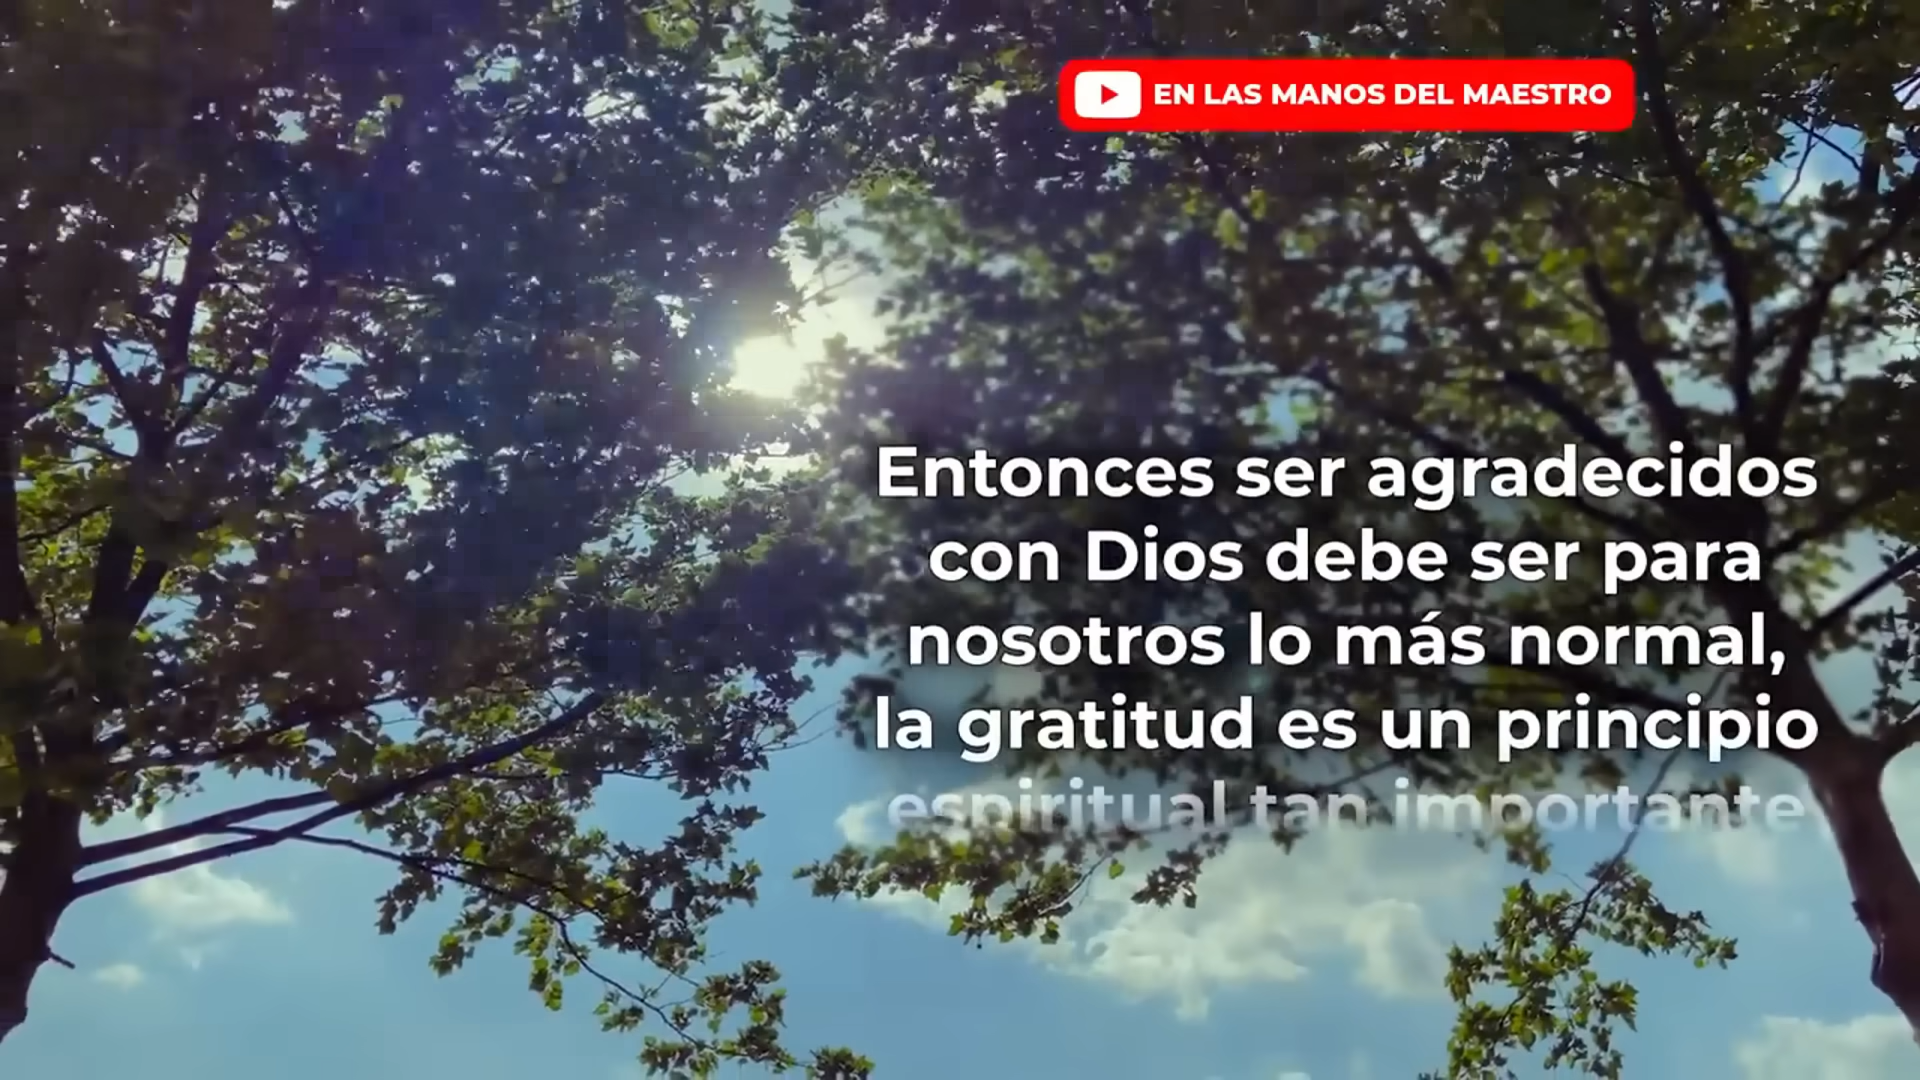 EN LAS MANOS DEL MAESTRO
Entonces ser agradecidos
con Dios debe ser para
nosotros lo más normal,
la gratitud es un principio
espiritual tan importante